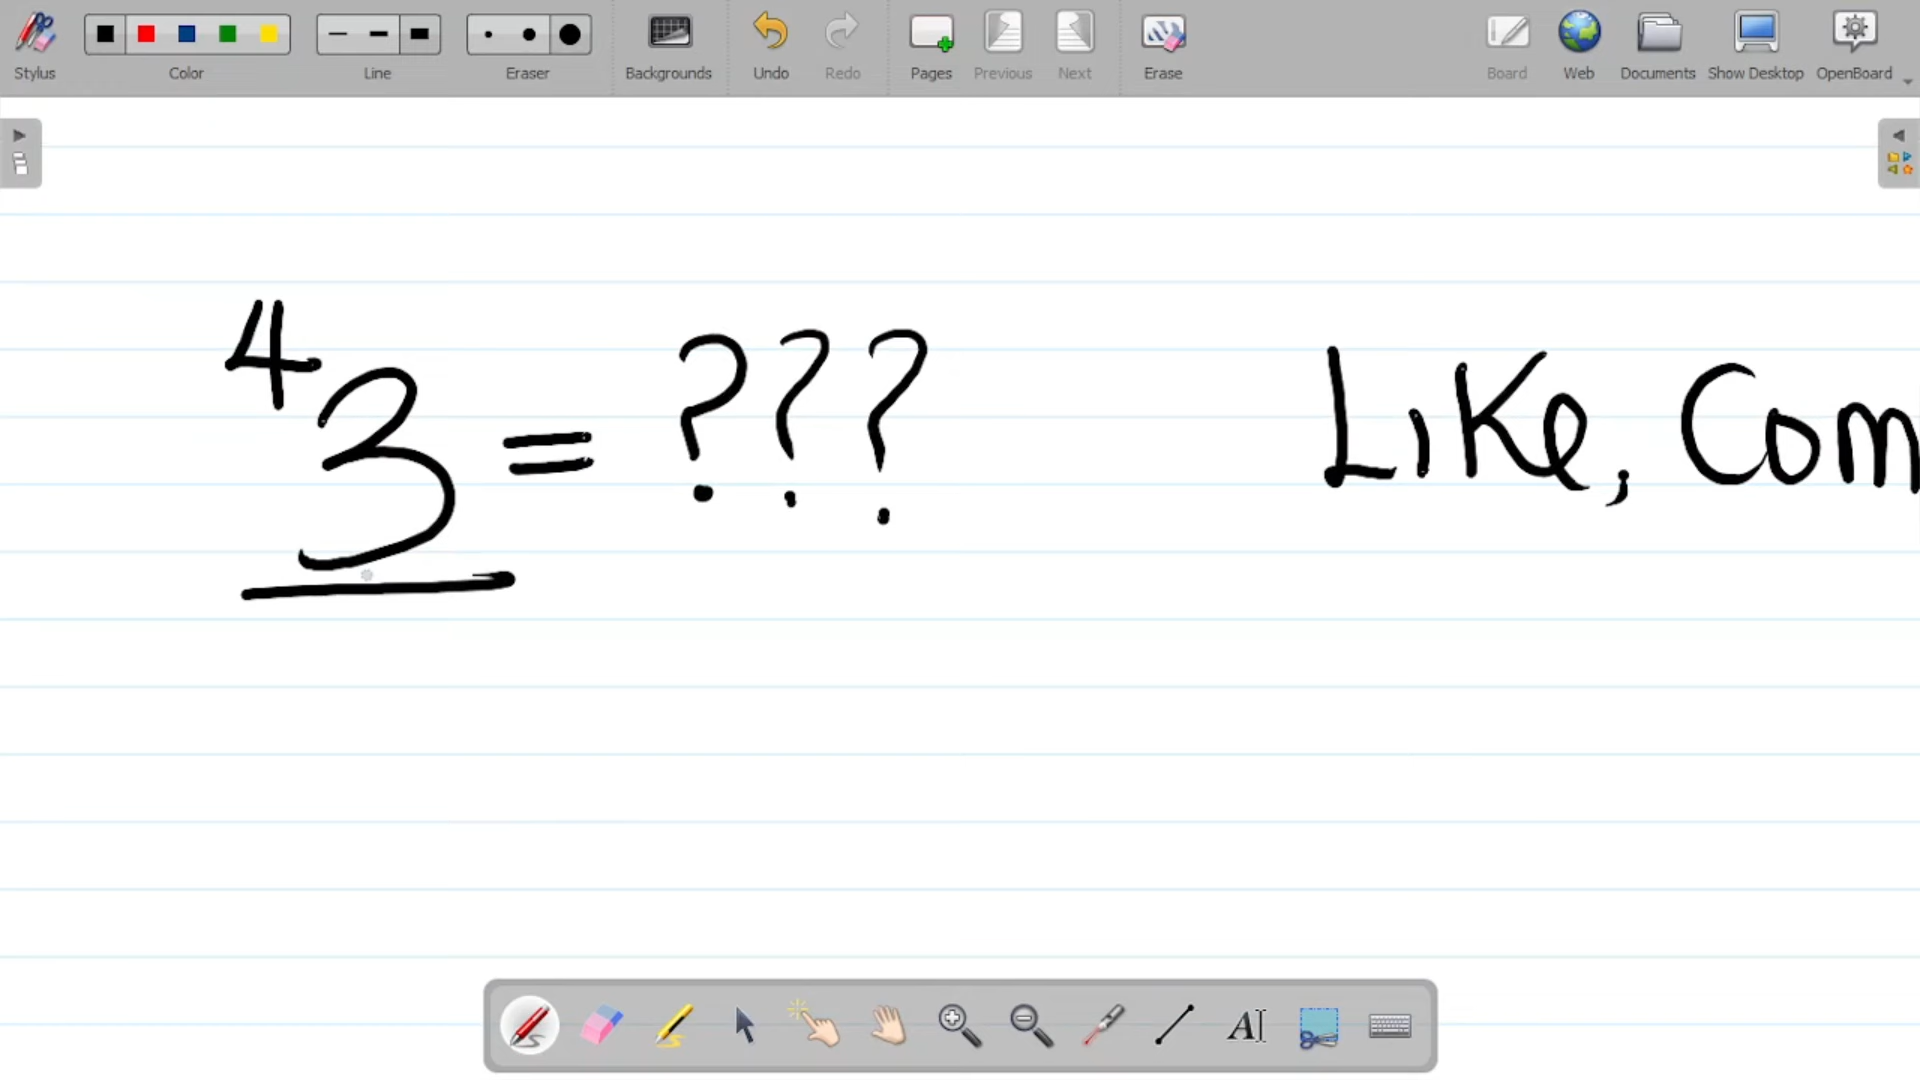 Stylus Color Line Eraser Backgrounds Undo Redo Pages Previous Next Erase Board Web Documents Show Desktop OpenBoard
⁴3 = ??? Like, Com